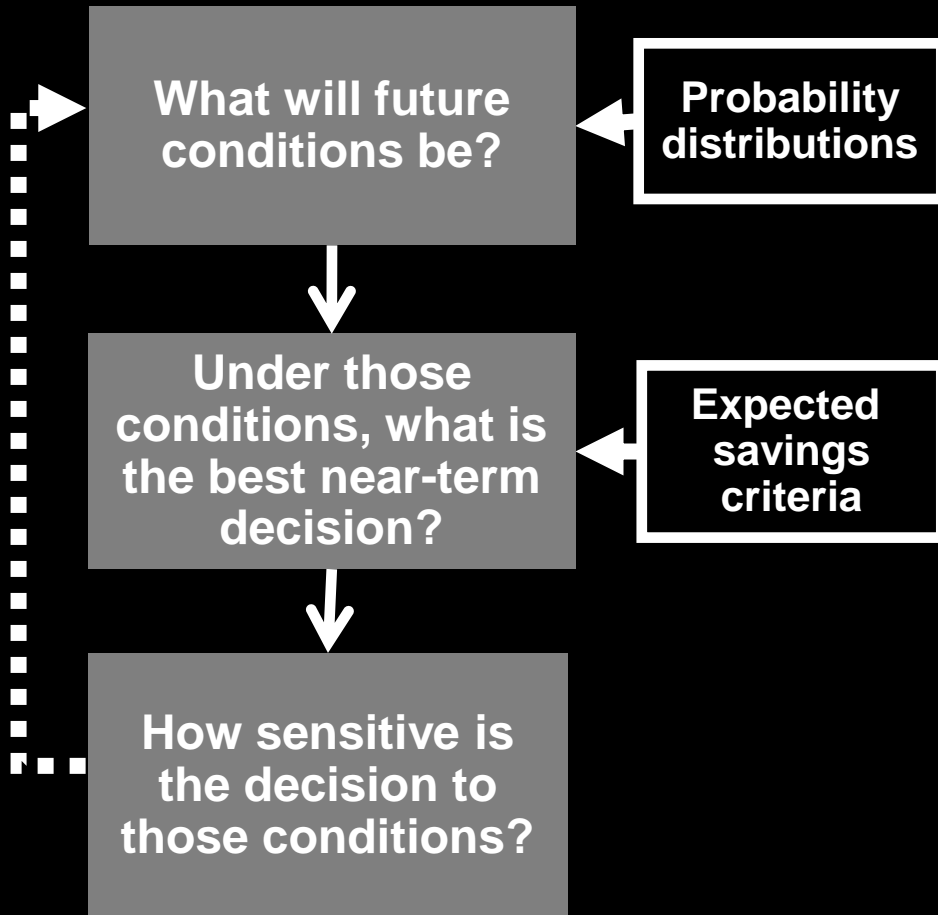 What will future
conditions be?
Probability
distributions
Under those
conditions, what is
the best near-term
decision?
Expected
savings
criteria
How sensitive is
the decision to
those conditions?